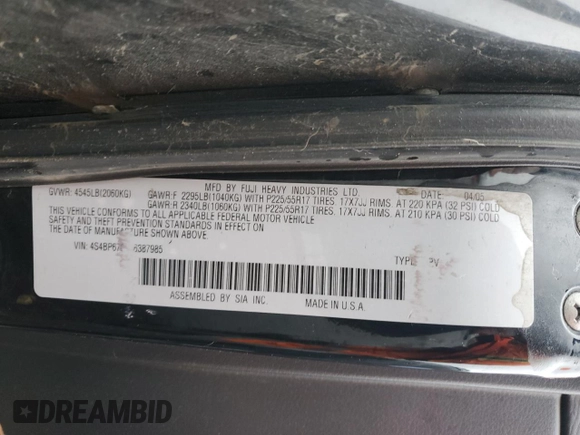 MFD BY FUJI HEAVY INDUSTRIES LTD. DATE: 04/05
GVWR: 4545LB(2060KG) GAWR:F 2295LB(1040KG) WITH P225/55R17 TIRES. 17X7JJ RIMS. AT 220 KPA (32 PSI) COLD
GAWR:R 2340LB(1060KG) WITH P225/55R17 TIRES. 17X7JJ RIMS. AT 210 KPA (30 PSI) COLD
THIS VEHICLE CONFORMS TO ALL APPLICABLE FEDERAL MOTOR VEHICLE
SAFETY AND THEFT PREVENTION STANDARDS IN EFFECT ON
THE DATE OF MANUFACTURE SHOWN ABOVE.
VIN: 4S4BP67 6387985 TYPE: PV
ASSEMBLED BY SIA INC. MADE IN U.S.A.
DREAMBID